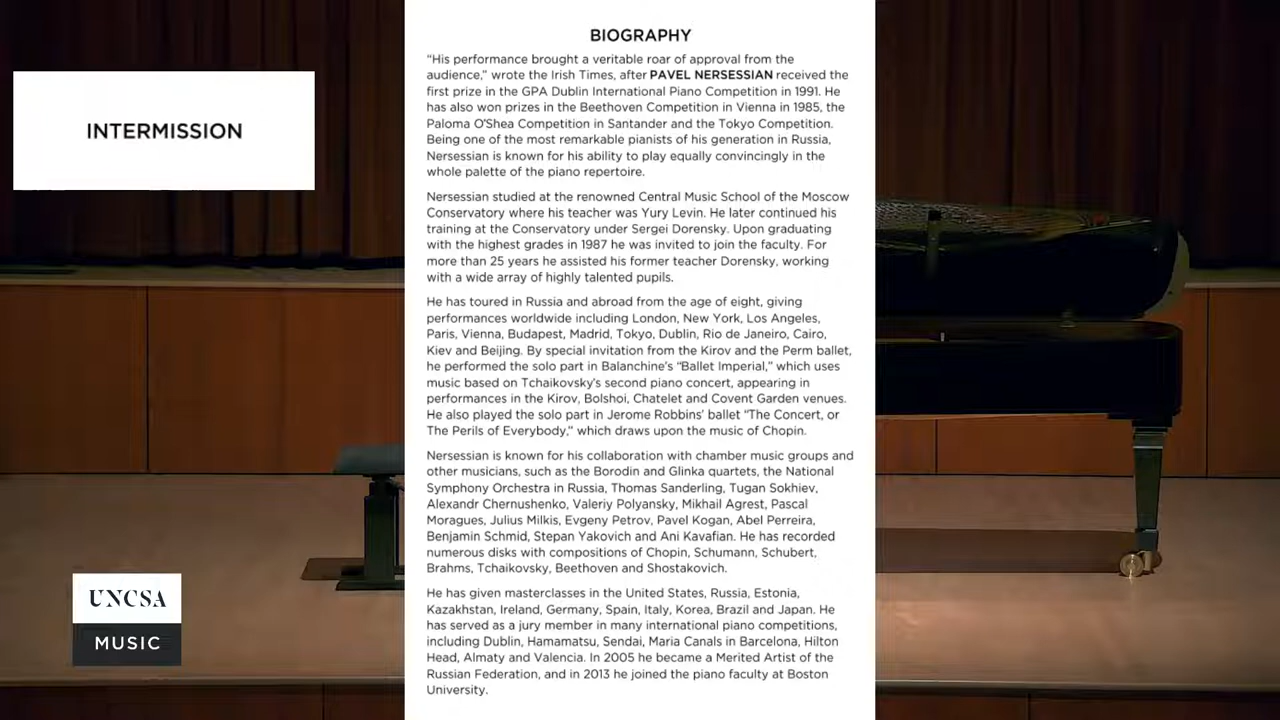 BIOGRAPHY
“His performance brought a veritable roar of approval from the
audience,” wrote the Irish Times, after PAVEL NERSESSIAN received the
first prize in the GPA Dublin International Piano Competition in 1991. He
has also won prizes in the Beethoven Competition in Vienna in 1985, the
Paloma O'Shea Competition in Santander and the Tokyo Competition.
Being one of the most remarkable pianists of his generation in Russia,
Nersessian is known for his ability to play equally convincingly in the
whole palette of the piano repertoire.
Nersessian studied at the renowned Central Music School of the Moscow
Conservatory where his teacher was Yury Levin. He later continued his
training at the Conservatory under Sergei Dorensky. Upon graduating
with the highest grades in 1987 he was invited to join the faculty. For
more than 25 years he assisted his former teacher Dorensky, working
with a wide array of highly talented pupils.
He has toured in Russia and abroad from the age of eight, giving
performances worldwide including London, New York, Los Angeles,
Paris, Vienna, Budapest, Madrid, Tokyo, Dublin, Rio de Janeiro, Cairo,
Kiev and Beijing. By special invitation from the Kirov and the Perm ballet,
he performed the solo part in Balanchine’s “Ballet Imperial,” which uses
music based on Tchaikovsky’s second piano concert, appearing in
performances in the Kirov, Bolshoi, Chatelet and Covent Garden venues.
He also played the solo part in Jerome Robbins’ ballet “The Concert, or
The Perils of Everybody,” which draws upon the music of Chopin.
Nersessian is known for his collaboration with chamber music groups and
other musicians, such as the Borodin and Glinka quartets, the National
Symphony Orchestra in Russia, Thomas Sanderling, Tugan Sokhiev,
Alexandr Chernushenko, Valeriy Polyansky, Mikhail Agrest, Pascal
Moragues, Julius Milkis, Evgeny Petrov, Pavel Kogan, Abel Perreira,
Benjamin Schmid, Stepan Yakovich and Ani Kavafian. He has recorded
numerous disks with compositions of Chopin, Schumann, Schubert,
Brahms, Tchaikovsky, Beethoven and Shostakovich.
He has given masterclasses in the United States, Russia, Estonia,
Kazakhstan, Ireland, Germany, Spain, Italy, Korea, Brazil and Japan. He
has served as a jury member in many international piano competitions,
including Dublin, Hamamatsu, Sendai, Maria Canals in Barcelona, Hilton
Head, Almaty and Valencia. In 2005 he became a Merited Artist of the
Russian Federation, and in 2013 he joined the piano faculty at Boston
University.
INTERMISSION
UNCSA
MUSIC